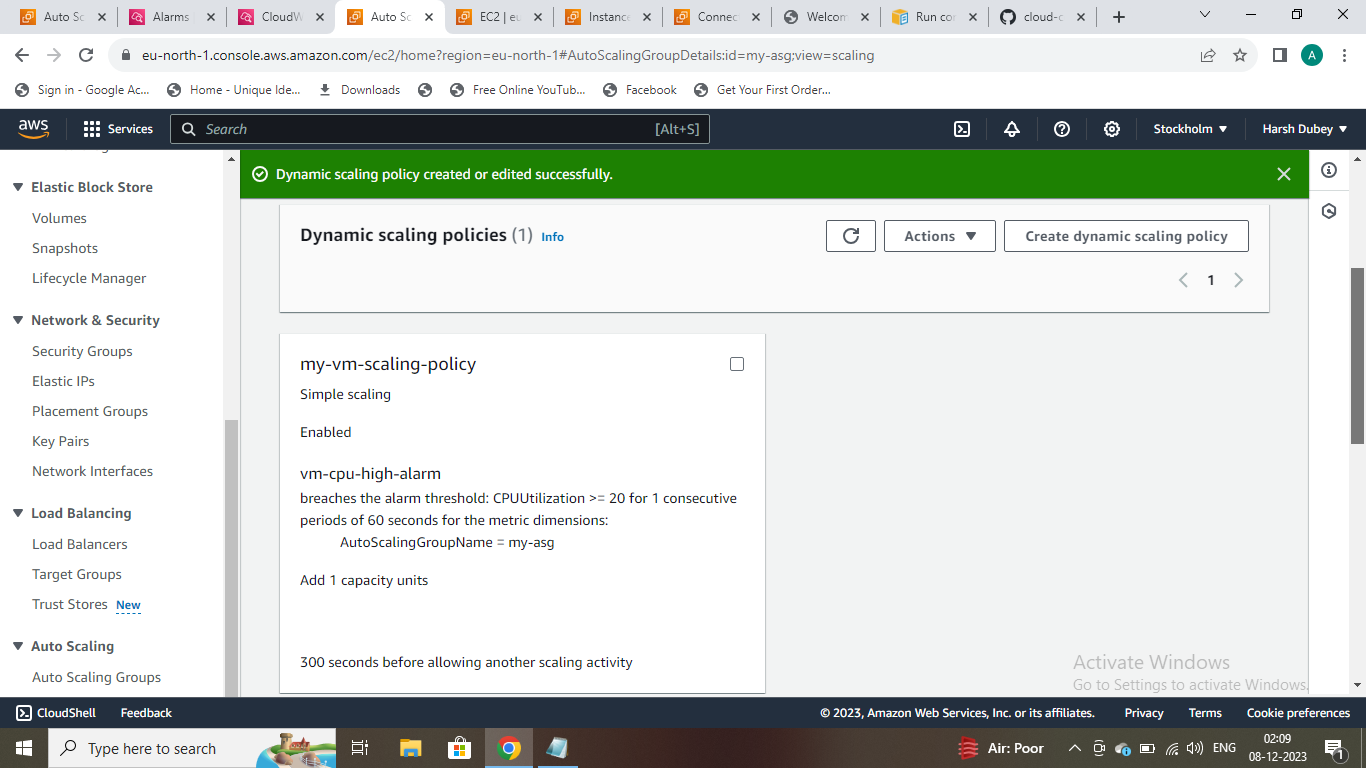 Auto Sc
Alarms
CloudW
Auto Sc
EC2 | eu
Instance
Connec
Welcom
Run cor
cloud-c
eu-north-1.console.aws.amazon.com/ec2/home?region=eu-north-1#AutoScalingGroupDetails:id=my-asg;view=scaling
A
Sign in - Google Ac...
Home - Unique Ide...
Downloads
Free Online YouTub...
Facebook
Get Your First Order...
aws
Services
Search
[Alt+S]
Stockholm
Harsh Dubey
Elastic Block Store
Volumes
Snapshots
Lifecycle Manager
Network & Security
Security Groups
Elastic IPs
Placement Groups
Key Pairs
Network Interfaces
Load Balancing
Load Balancers
Target Groups
Trust Stores New
Auto Scaling
Auto Scaling Groups
Dynamic scaling policy created or edited successfully.
Dynamic scaling policies (1) Info
Actions
Create dynamic scaling policy
1
my-vm-scaling-policy
Simple scaling
Enabled
vm-cpu-high-alarm
breaches the alarm threshold: CPUUtilization >= 20 for 1 consecutive
periods of 60 seconds for the metric dimensions:
AutoScalingGroupName = my-asg
Add 1 capacity units
300 seconds before allowing another scaling activity
Activate Windows
Go to Settings to activate Windows.
CloudShell
Feedback
© 2023, Amazon Web Services, Inc. or its affiliates.
Privacy
Terms
Cookie preferences
Type here to search
Air: Poor
ENG
02:09
08-12-2023
1